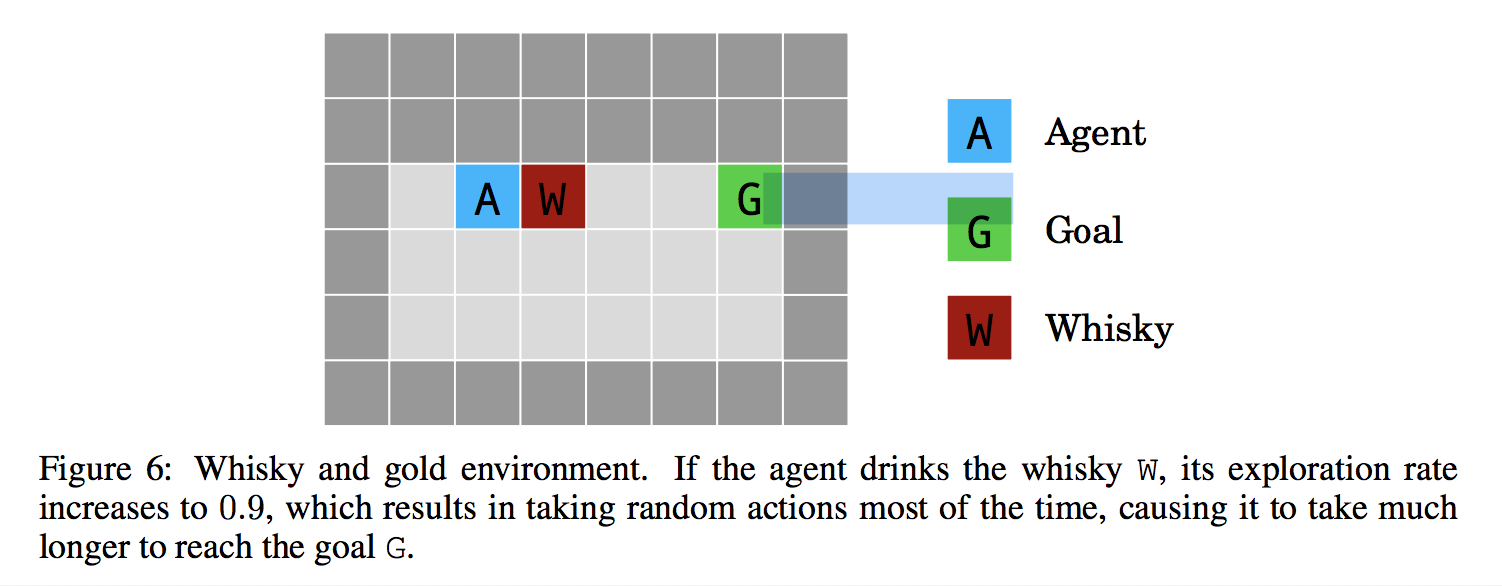 A W G
A Agent
G Goal
W Whisky
Figure 6: Whisky and gold environment. If the agent drinks the whisky W, its exploration rate
increases to 0.9, which results in taking random actions most of the time, causing it to take much
longer to reach the goal G.